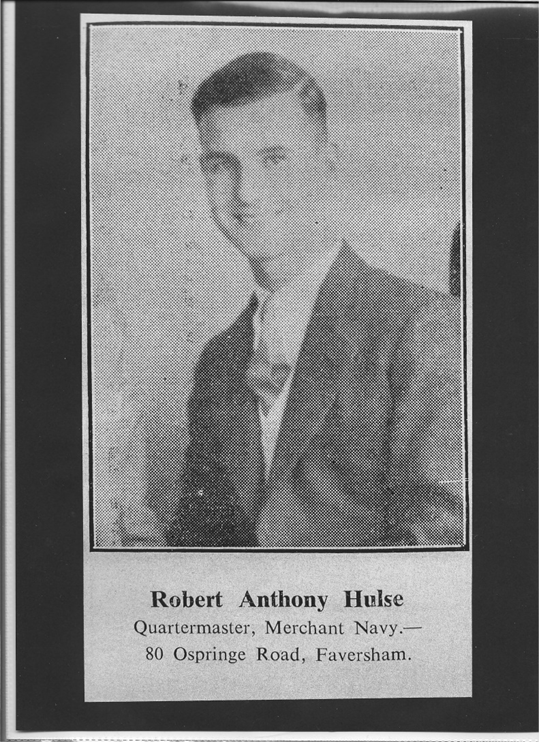 Robert Anthony Hulse
Quartermaster, Merchant Navy.—
80 Ospringe Road, Faversham.